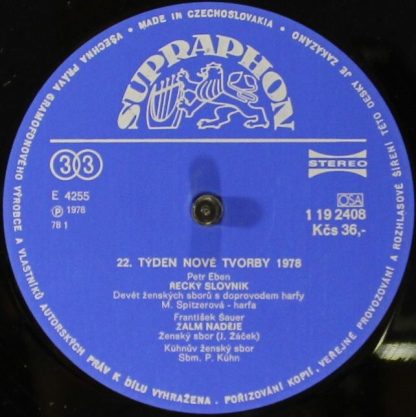 MADE IN CZECHOSLOVAKIA • VŠECHNA PRÁVA GRAMOFONOVÉHO VÝROBCE A VLASTNÍKŮ AUTORSKÝCH PRÁV K DÍLU VYHRAŽENA. POŘIZOVÁNÍ KOPIÍ, VEŘEJNÉ PROVOZOVÁNÍ A ROZHLASOVÉ ŠÍŘENÍ TÉTO DESKY JE ZAKÁZÁNO •
SUPRAPHON
33
STEREO
E 4255
Ⓟ 1978
78 1
OSA
1 19 2408
Kčs 36,-
22. TÝDEN NOVÉ TVORBY 1978
Petr Eben
ŘECKÝ SLOVNÍK
Devět ženských sborů s doprovodem harfy
M. Spitzerová - harfa
František Šauer
ŽALM NADĚJE
Ženský sbor (J. Žáček)
Kühnův ženský sbor
Sbm. P. Kühn